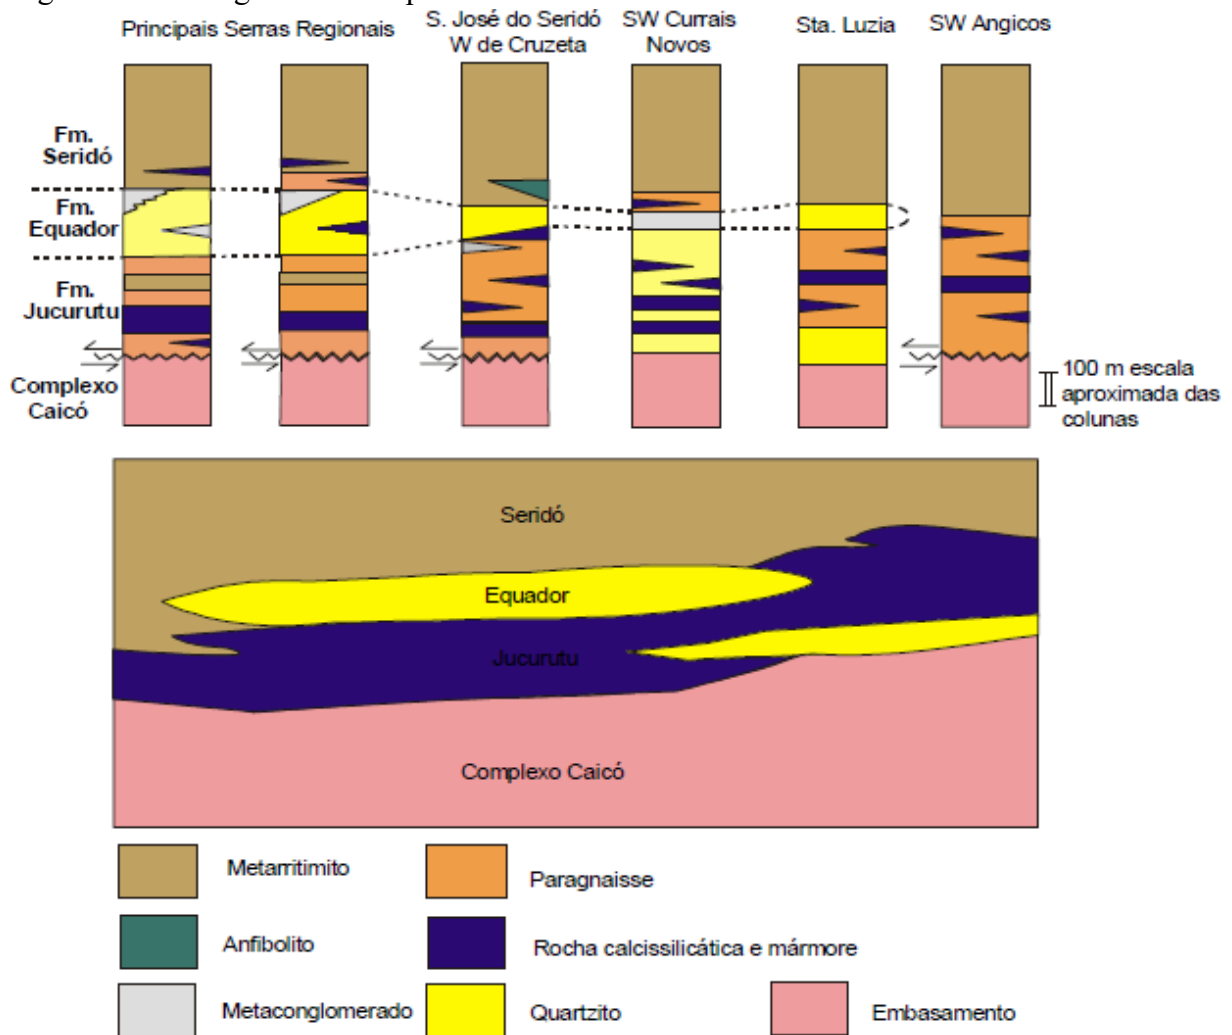 Principais Serras Regionais
S. José do Seridó
W de Cruzeta
SW Currais
Novos
Sta. Luzia
SW Angicos
Fm.
Seridó
Fm.
Equador
Fm.
Jucurutu
Complexo
Caicó
100 m escala
aproximada das
colunas
Seridó
Equador
Jucurutu
Complexo Caicó
Metarritimito
Paragnaisse
Anfibolito
Rocha calcissilicática e mármore
Metaconglomerado
Quartzito
Embasamento